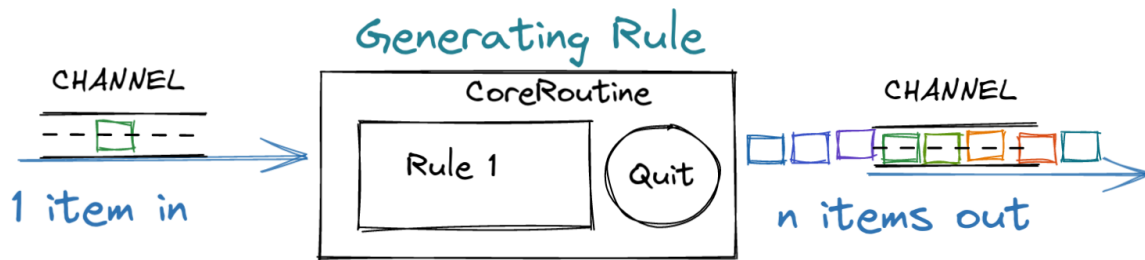 Generating Rule
CHANNEL
CoreRoutine
CHANNEL
Rule 1
Quit
1 item in
n items out